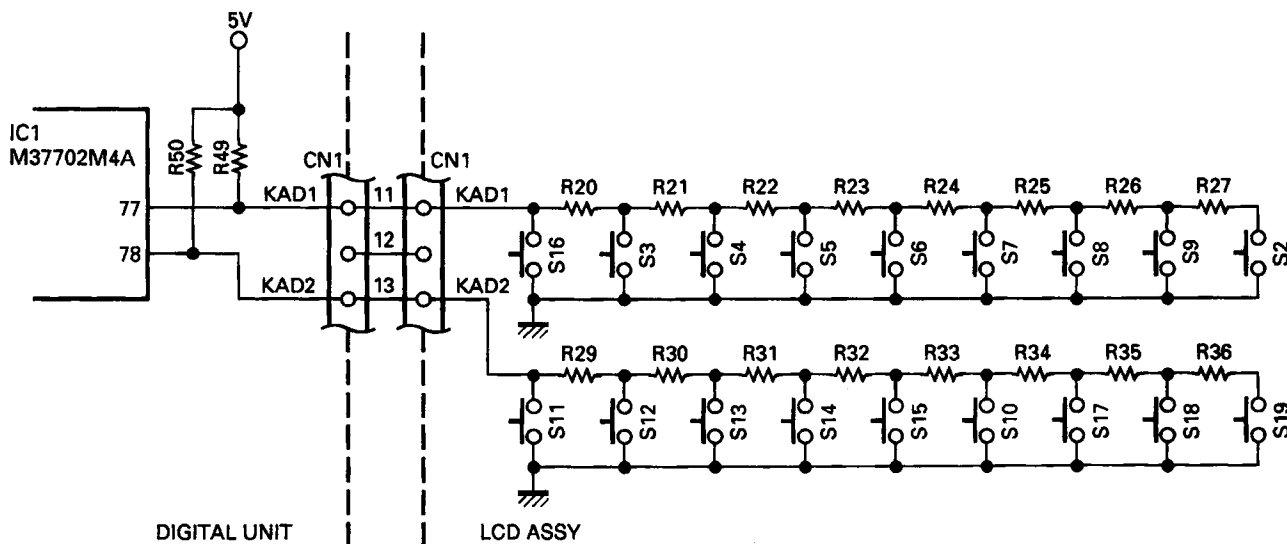 5V
IC1
M37702M4A
R50
R49
CN1
CN1
77
KAD1
11
KAD1
R20
R21
R22
R23
R24
R25
R26
R27
78
12
S16
S3
S4
S5
S6
S7
S8
S9
S2
KAD2
13
KAD2
R29
R30
R31
R32
R33
R34
R35
R36
S11
S12
S13
S14
S15
S10
S17
S18
S19
DIGITAL UNIT
LCD ASSY